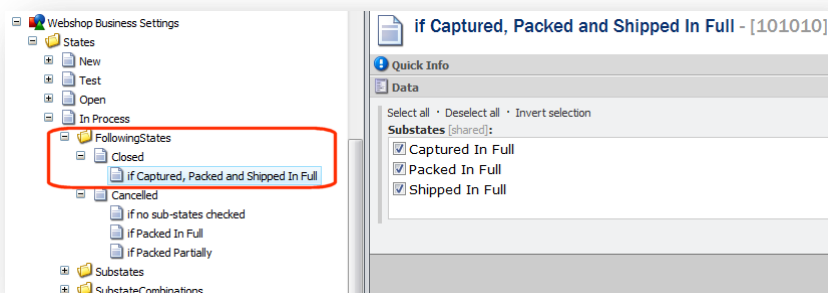 Webshop Business Settings
States
New
Test
Open
In Process
FollowingStates
Closed
if Captured, Packed and Shipped In Full
Cancelled
if no sub-states checked
if Packed In Full
if Packed Partially
Substates
SubstateCombinations
if Captured, Packed and Shipped In Full - [101010]
Quick Info
Data
Select all · Deselect all · Invert selection
Substates [shared]:
Captured In Full
Packed In Full
Shipped In Full